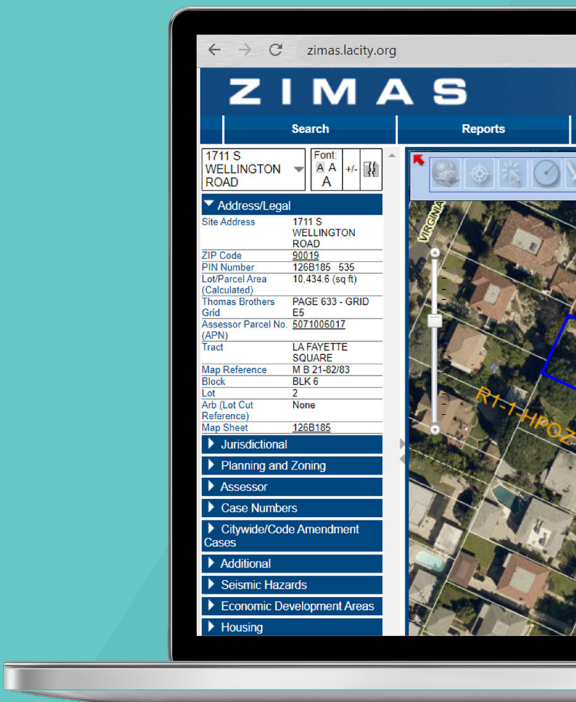 zimas.lacity.org
ZIMAS
Search Reports
1711 S
WELLINGTON
ROAD
Font:
A A
A
+/-
Address/Legal
Site Address 1711 S
WELLINGTON
ROAD
ZIP Code 90019
PIN Number 126B185 535
Lot/Parcel Area 10,434.6 (sq ft)
(Calculated)
Thomas Brothers PAGE 633 - GRID
Grid E5
Assessor Parcel No. 5071006017
(APN)
Tract LA FAYETTE
SQUARE
Map Reference M B 21-82/83
Block BLK 6
Lot 2
Arb (Lot Cut None
Reference)
Map Sheet 126B185
Jurisdictional
Planning and Zoning
Assessor
Case Numbers
Citywide/Code Amendment
Cases
Additional
Seismic Hazards
Economic Development Areas
Housing
VIRGINIA
R1-1-HPOZ